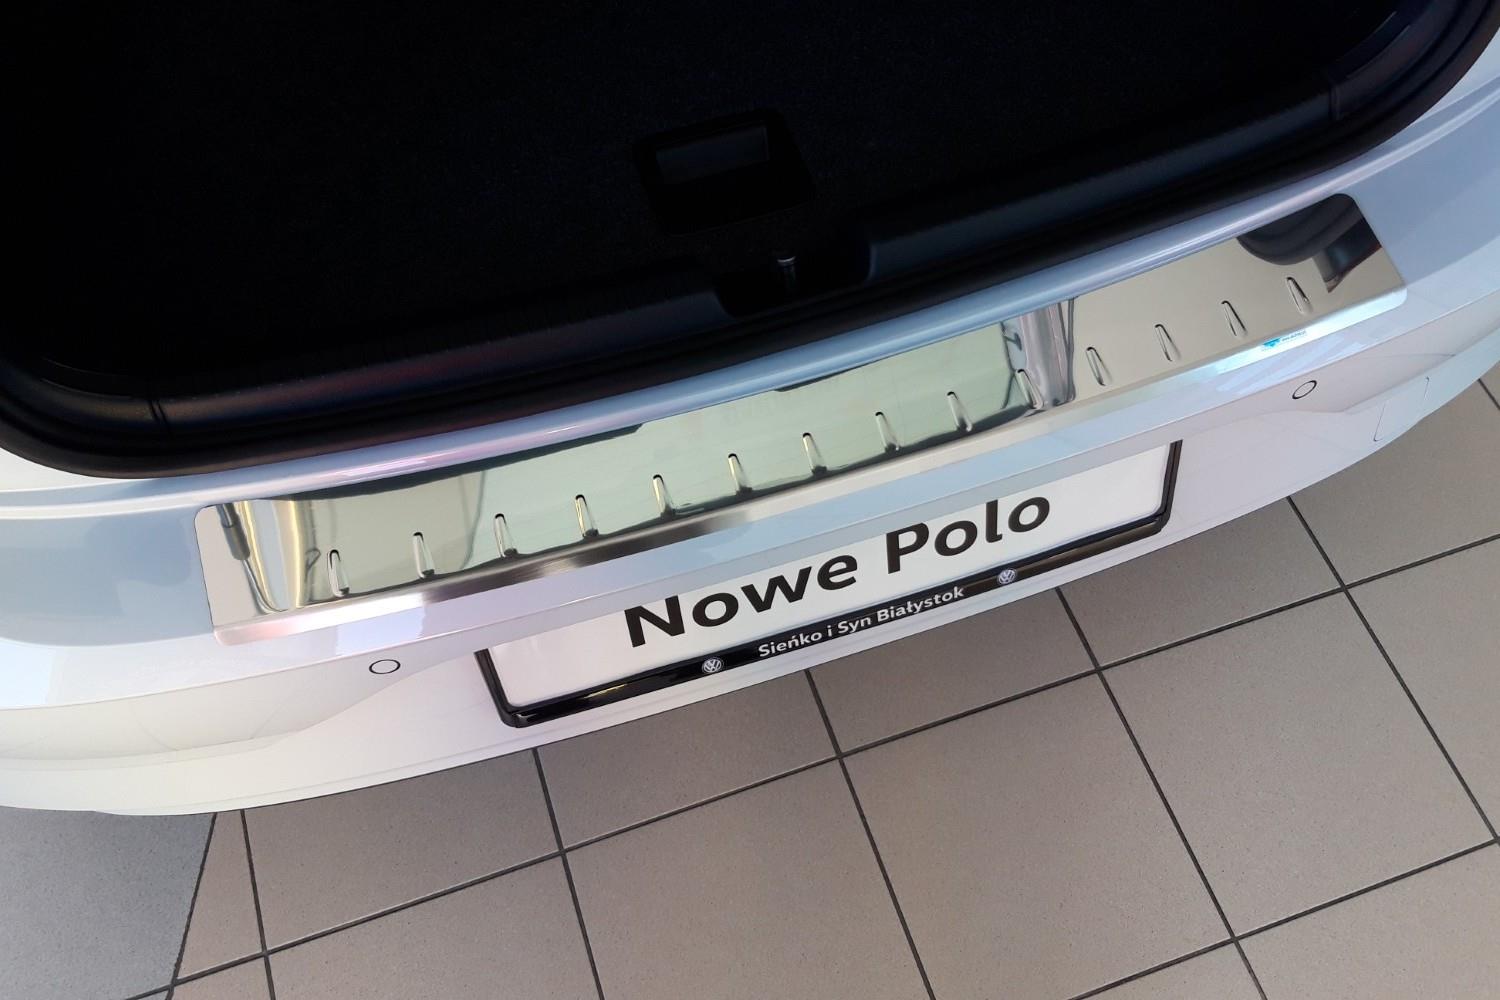 Nowe Polo
Sieńko i Syn Białystok